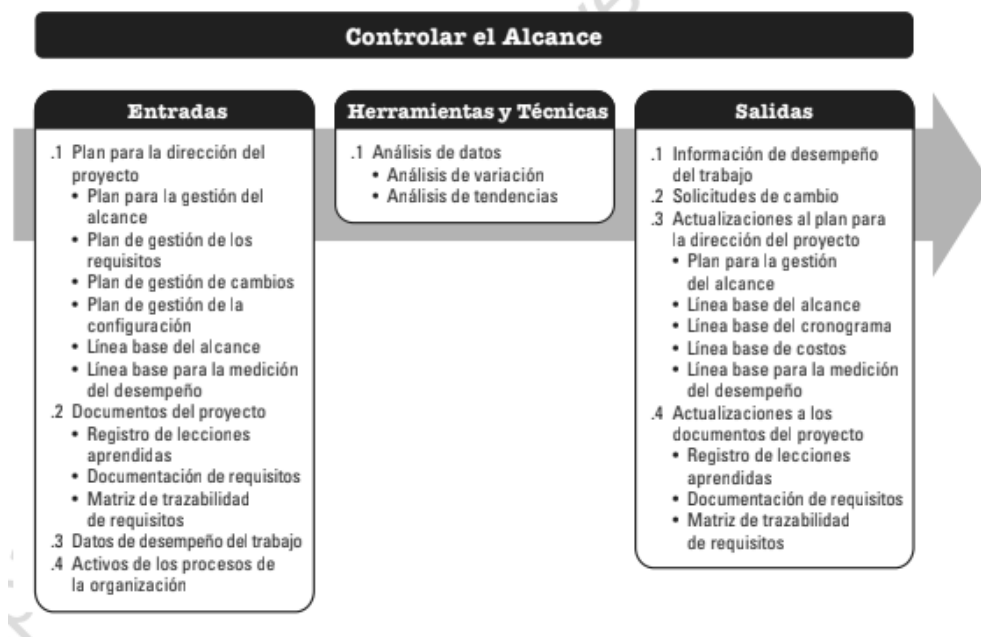 Controlar el Alcance
Entradas
.1 Plan para la dirección del
proyecto
• Plan para la gestión del
alcance
• Plan de gestión de los
requisitos
• Plan de gestión de cambios
• Plan de gestión de la
configuración
• Línea base del alcance
• Línea base para la medición
del desempeño
.2 Documentos del proyecto
• Registro de lecciones
aprendidas
• Documentación de requisitos
• Matriz de trazabilidad
de requisitos
.3 Datos de desempeño del trabajo
.4 Activos de los procesos de
la organización
Herramientas y Técnicas
.1 Análisis de datos
• Análisis de variación
• Análisis de tendencias
Salidas
.1 Información de desempeño
del trabajo
.2 Solicitudes de cambio
.3 Actualizaciones al plan para
la dirección del proyecto
• Plan para la gestión
del alcance
• Línea base del alcance
• Línea base del cronograma
• Línea base de costos
• Línea base para la medición
del desempeño
.4 Actualizaciones a los
documentos del proyecto
• Registro de lecciones
aprendidas
• Documentación de requisitos
• Matriz de trazabilidad
de requisitos